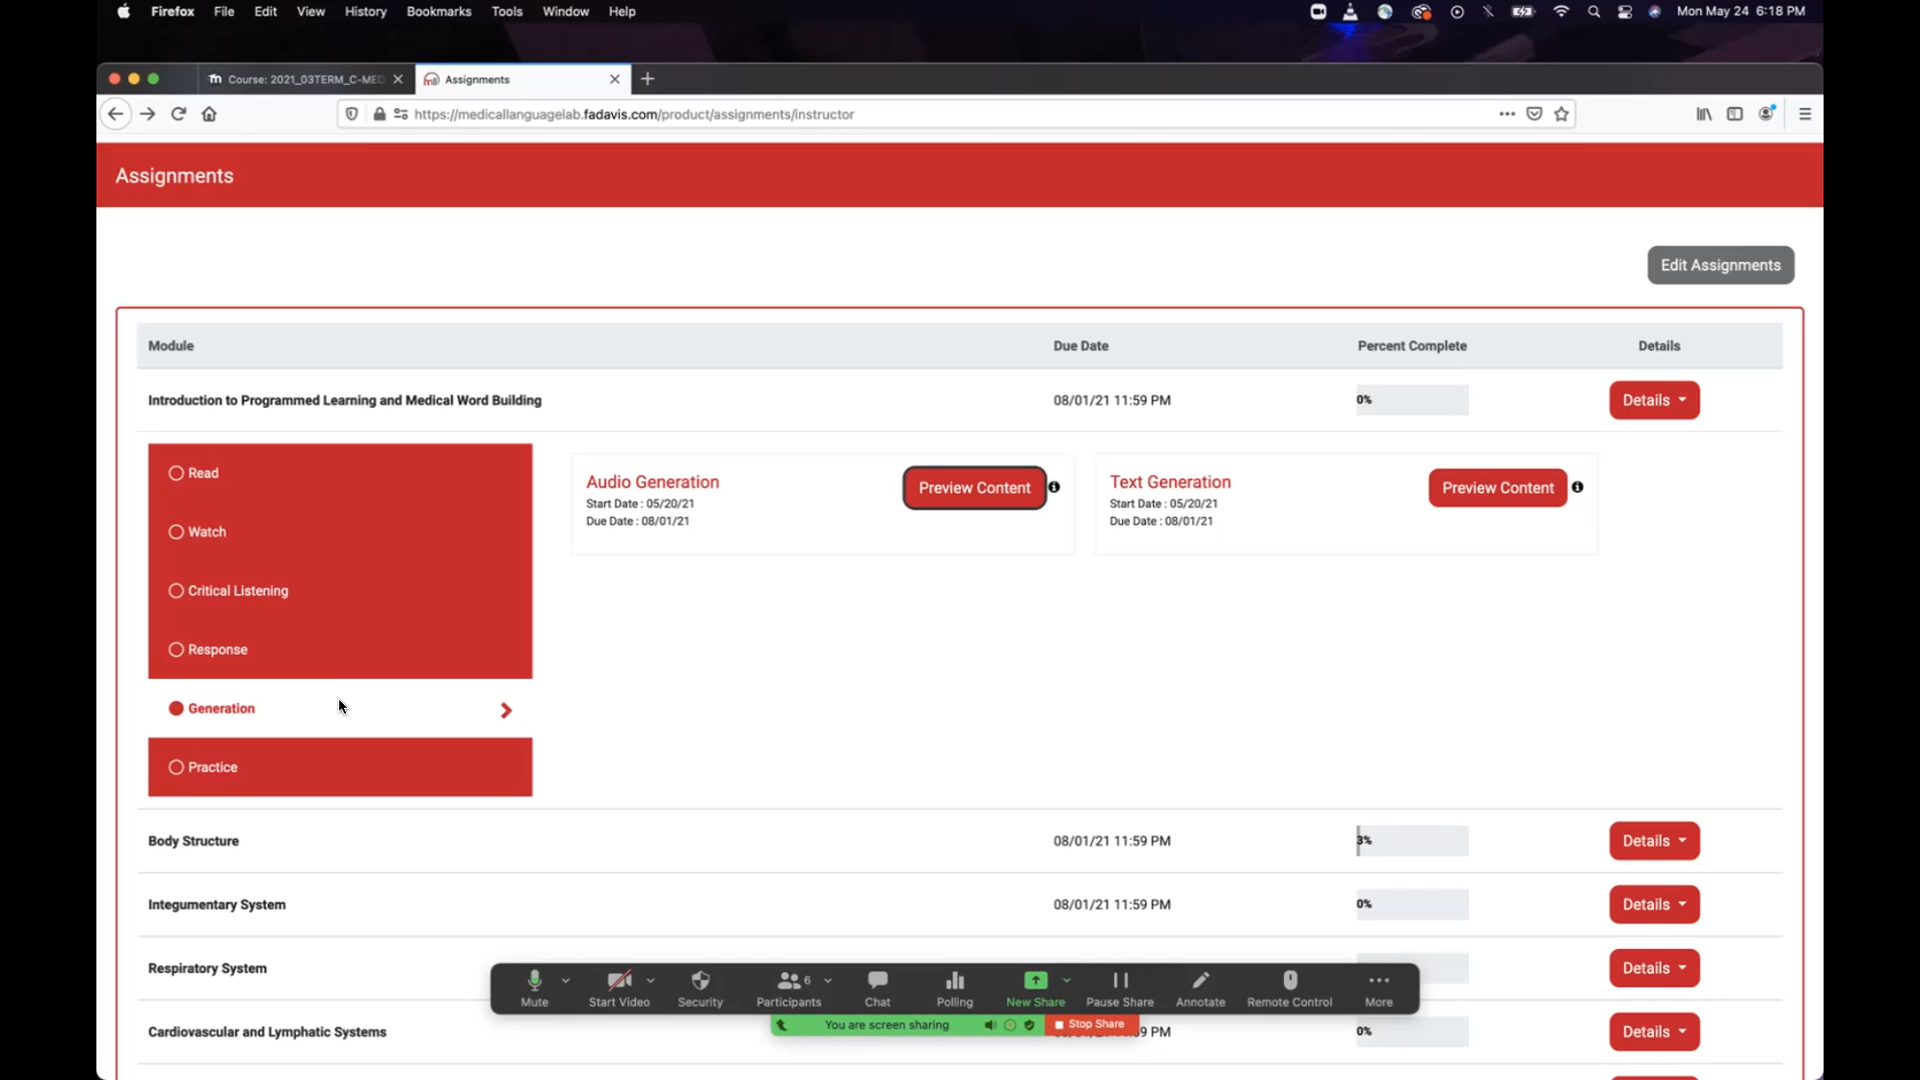 Firefox File Edit View History Bookmarks Tools Window Help Mon May 24 6:18 PM
Course: 2021_03TERM_C-MED Assignments
https://medicallanguagelab.fadavis.com/product/assignments/instructor
Assignments
Edit Assignments
Module Due Date Percent Complete Details
Introduction to Programmed Learning and Medical Word Building 08/01/21 11:59 PM 0% Details
Read
Watch
Critical Listening
Response
Generation
Practice
Audio Generation Preview Content
Start Date : 05/20/21
Due Date : 08/01/21
Text Generation Preview Content
Start Date : 05/20/21
Due Date : 08/01/21
Body Structure 08/01/21 11:59 PM 3% Details
Integumentary System 08/01/21 11:59 PM 0% Details
Respiratory System Details
6
Mute Start Video Security Participants Chat Polling New Share Pause Share Annotate Remote Control More
You are screen sharing Stop Share
Cardiovascular and Lymphatic Systems 9 PM 0% Details